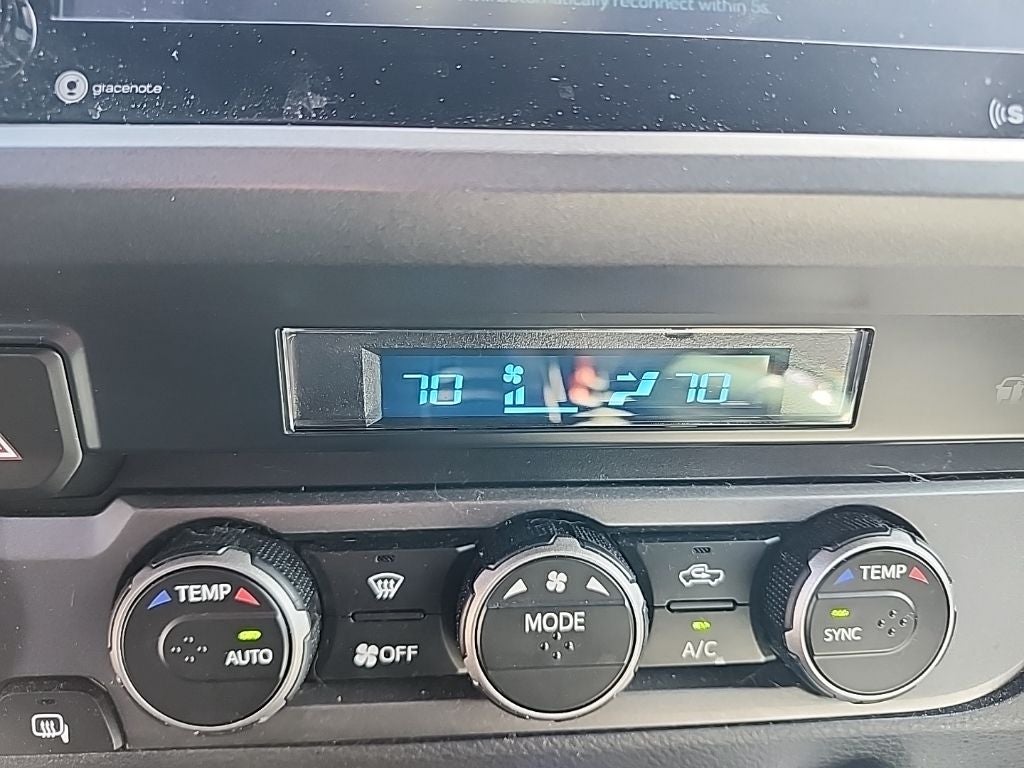 automatically reconnect within 5s.
gracenote
70 70
TEMP
AUTO
OFF
MODE
A/C
TEMP
SYNC